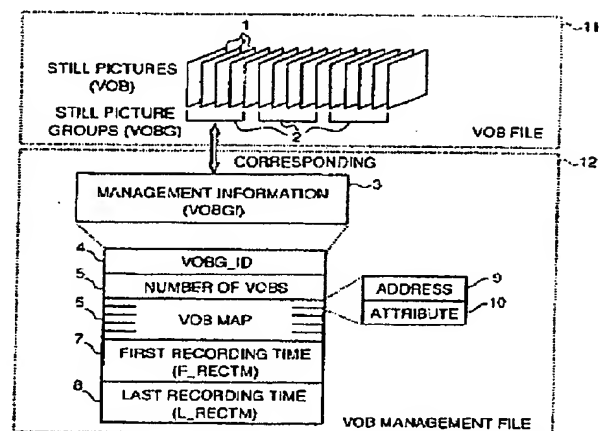 1
11
STILL PICTURES
(VOB)
STILL PICTURE
GROUPS (VOBG)
2
VOB FILE
CORRESPONDING
12
MANAGEMENT INFORMATION
(VOBGI)
3
4
VOBG_ID
5
NUMBER OF VOBS
ADDRESS
9
6
VOB MAP
ATTRIBUTE
10
7
FIRST RECORDING TIME
(F_RECTM)
8
LAST RECORDING TIME
(L_RECTM)
VOB MANAGEMENT FILE